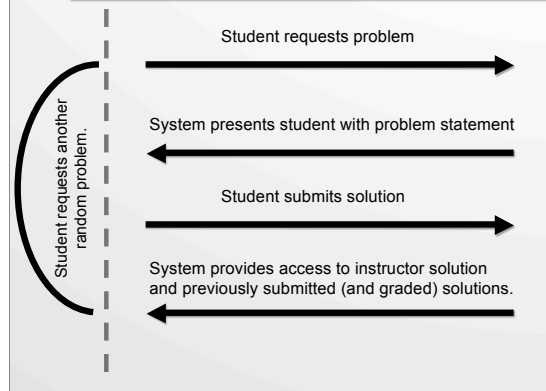 Student requests problem
System presents student with problem statement
Student requests another
random problem.
Student submits solution
System provides access to instructor solution
and previously submitted (and graded) solutions.